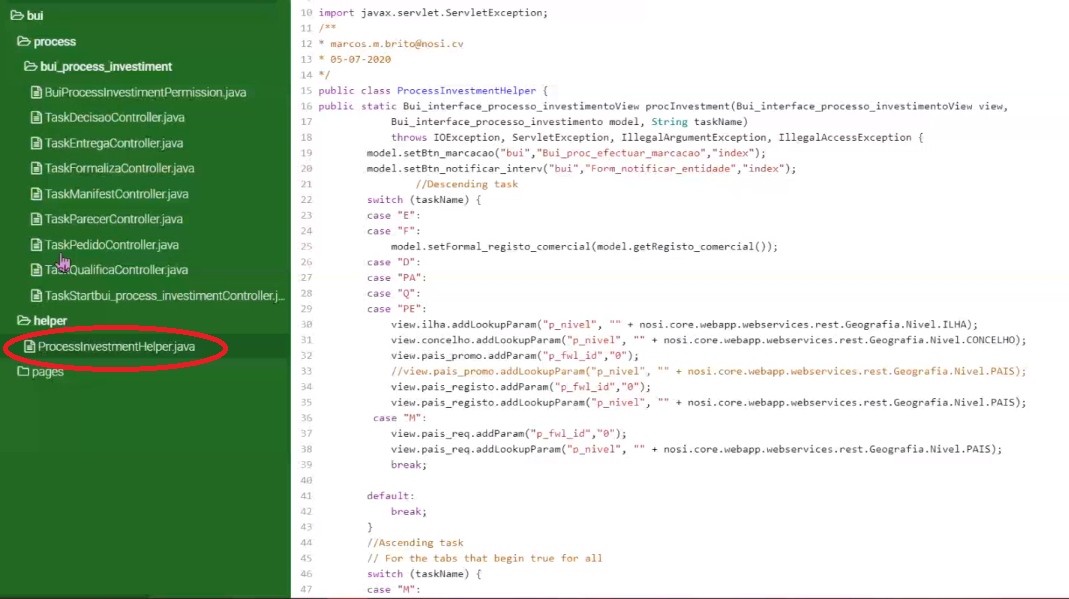 bui
process
bui_process_investiment
BuiProcessInvestimentPermission.java
TaskDecisaoController.java
TaskEntregaController.java
TaskFormalizaController.java
TaskManifestController.java
TaskParecerController.java
TaskPedidoController.java
TaskQualificaController.java
TaskStartbui_process_investimentController.j...
helper
ProcessInvestmentHelper.java
pages
10 import javax.servlet.ServletException;
11 /**
12 * marcos.m.brito@nosi.cv
13 * 05-07-2020
14 */
15 public class ProcessInvestmentHelper {
16 public static Bui_interface_processo_investimentoView procInvestment(Bui_interface_processo_investimentoView view,
17 Bui_interface_processo_investimento model, String taskName)
18 throws IOException, ServletException, IllegalArgumentException, IllegalAccessException {
19 model.setBtn_marcacao("bui","Bui_proc_efectuar_marcacao","index");
20 model.setBtn_notificar_interv("bui","Form_notificar_entidade","index");
21 //Descending task
22 switch (taskName) {
23 case "E":
24 case "F":
25 model.setFormal_registo_comercial(model.getRegisto_comercial());
26 case "D":
27 case "PA":
28 case "Q":
29 case "PE":
30 view.ilha.addLookupParam("p_nivel", "" + nosi.core.webapp.webservices.rest.Geografia.Nivel.ILHA);
31 view.concelho.addLookupParam("p_nivel", "" + nosi.core.webapp.webservices.rest.Geografia.Nivel.CONCELHO);
32 view.pais_promo.addParam("p_fwl_id","0");
33 //view.pais_promo.addLookupParam("p_nivel", "" + nosi.core.webapp.webservices.rest.Geografia.Nivel.PAIS);
34 view.pais_registo.addParam("p_fwl_id","0");
35 view.pais_registo.addLookupParam("p_nivel", "" + nosi.core.webapp.webservices.rest.Geografia.Nivel.PAIS);
36 case "M":
37 view.pais_req.addParam("p_fwl_id","0");
38 view.pais_req.addLookupParam("p_nivel", "" + nosi.core.webapp.webservices.rest.Geografia.Nivel.PAIS);
39 break;
40
41 default:
42 break;
43 }
44 //Ascending task
45 // For the tabs that begin true for all
46 switch (taskName) {
47 case "M":